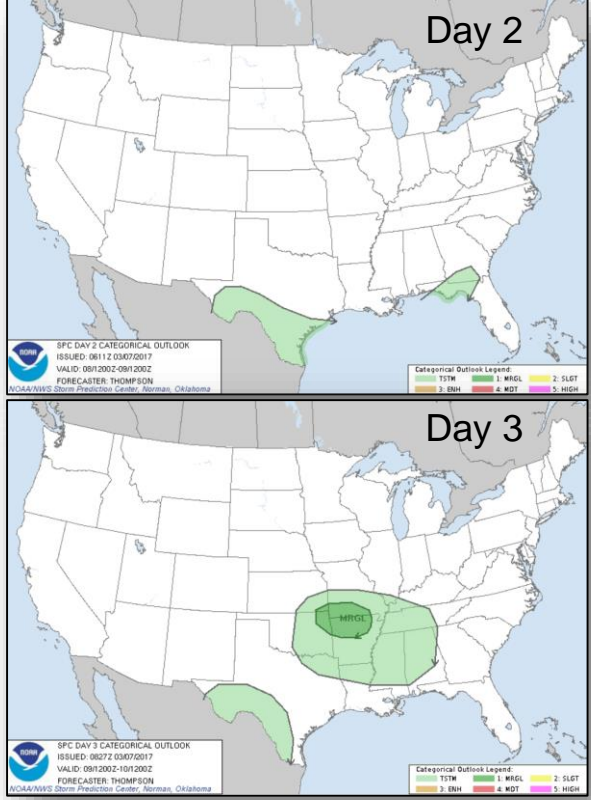 Day 2
NOAA
SPC DAY 2 CATEGORICAL OUTLOOK
ISSUED: 0611Z 03/07/2017
VALID: 08/1200Z-09/1200Z
FORECASTER: THOMPSON
NOAA/NWS Storm Prediction Center, Norman, Oklahoma
Categorical Outlook Legend:
TSTM 1: MRGL 2: SLGT
3: ENH 4: MDT 5: HIGH
Day 3
MRGL
NOAA
SPC DAY 3 CATEGORICAL OUTLOOK
ISSUED: 0827Z 03/07/2017
VALID: 09/1200Z-10/1200Z
FORECASTER: THOMPSON
NOAA/NWS Storm Prediction Center, Norman, Oklahoma
Categorical Outlook Legend:
TSTM 1: MRGL 2: SLGT
3: ENH 4: MDT 5: HIGH